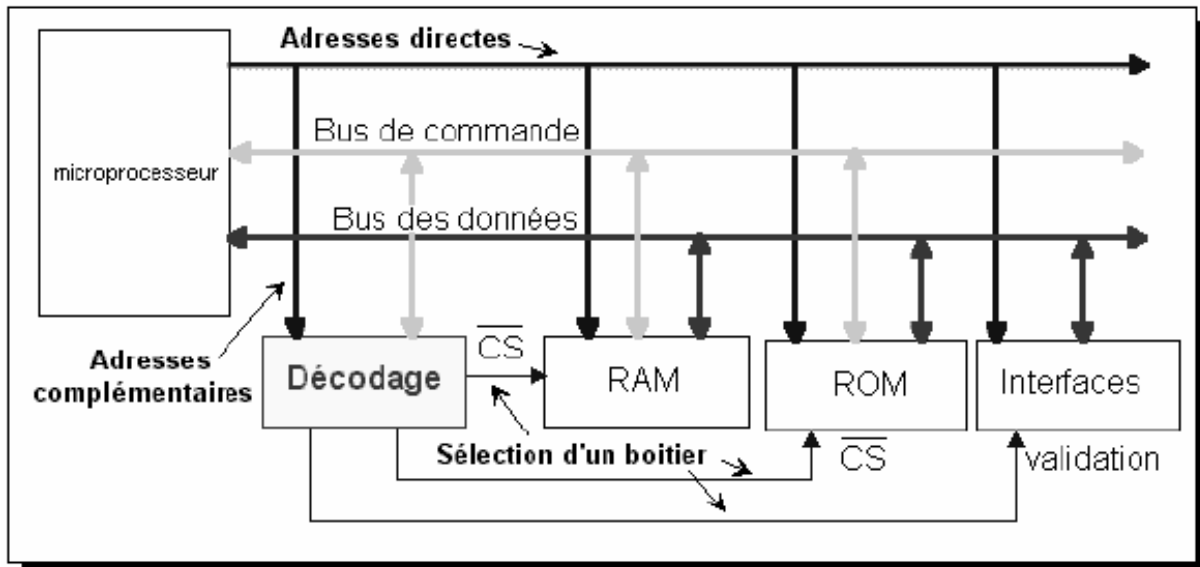 Adresses directes
Bus de commande
microprocesseur
Bus des données
Adresses
complémentaires
Décodage
CS
RAM
ROM
Interfaces
Sélection d'un boitier
CS
validation